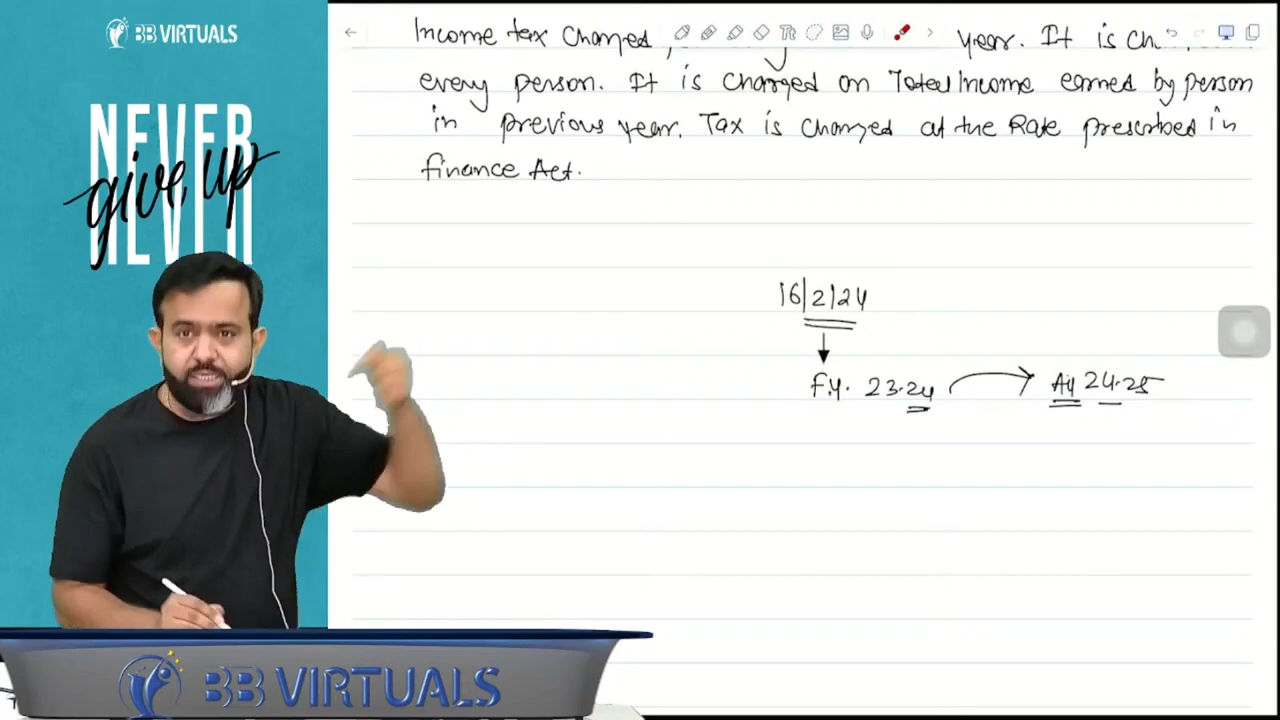 BB VIRTUALS
NEVER
give up
NEVER
Income tax charged
year. It is
every person. It is charged on Total Income earned by person
in previous year. Tax is charged at the Rate prescribed in
finance Act.
16/2/24
F.Y. 23.24
AY 24.25
BB VIRTUALS